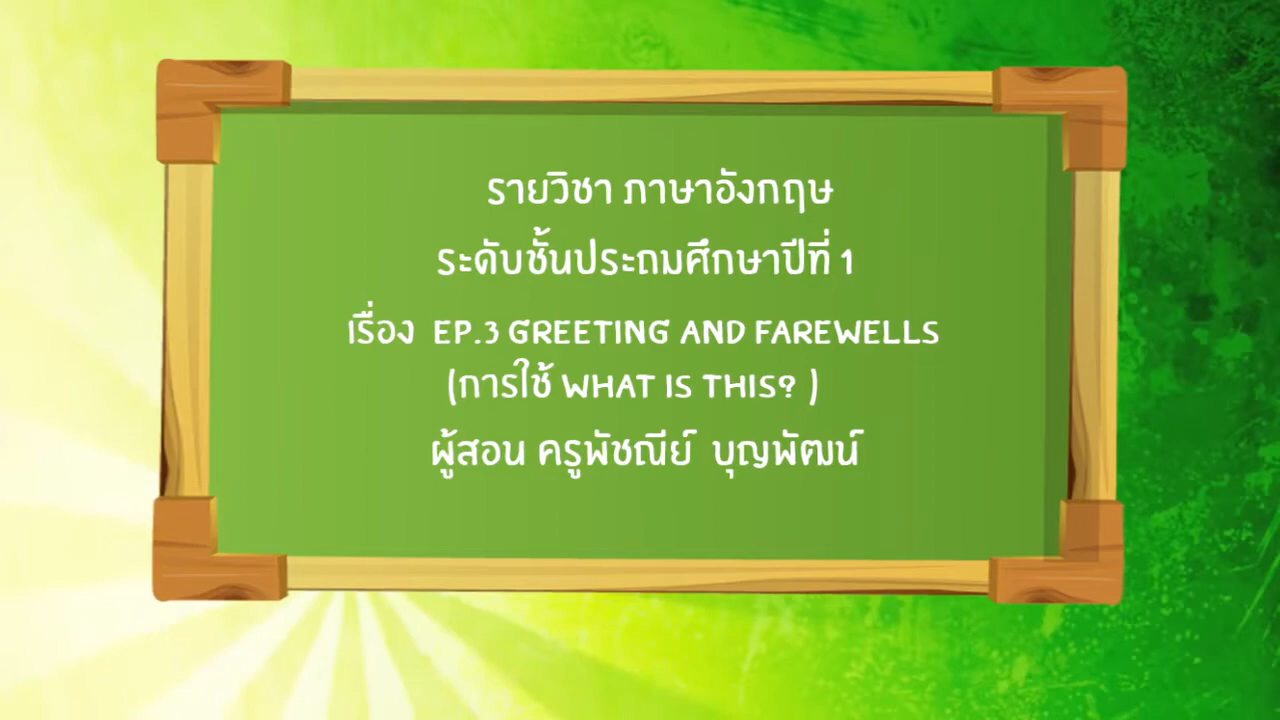 รายวิชา ภาษาอังกฤษ
ระดับชั้นประถมศึกษาปีที่ 1
เรื่อง EP.3 GREETING AND FAREWELLS
(การใช้ WHAT IS THIS? )
ผู้สอน ครูพัชณีย์ บุญพัฒน์